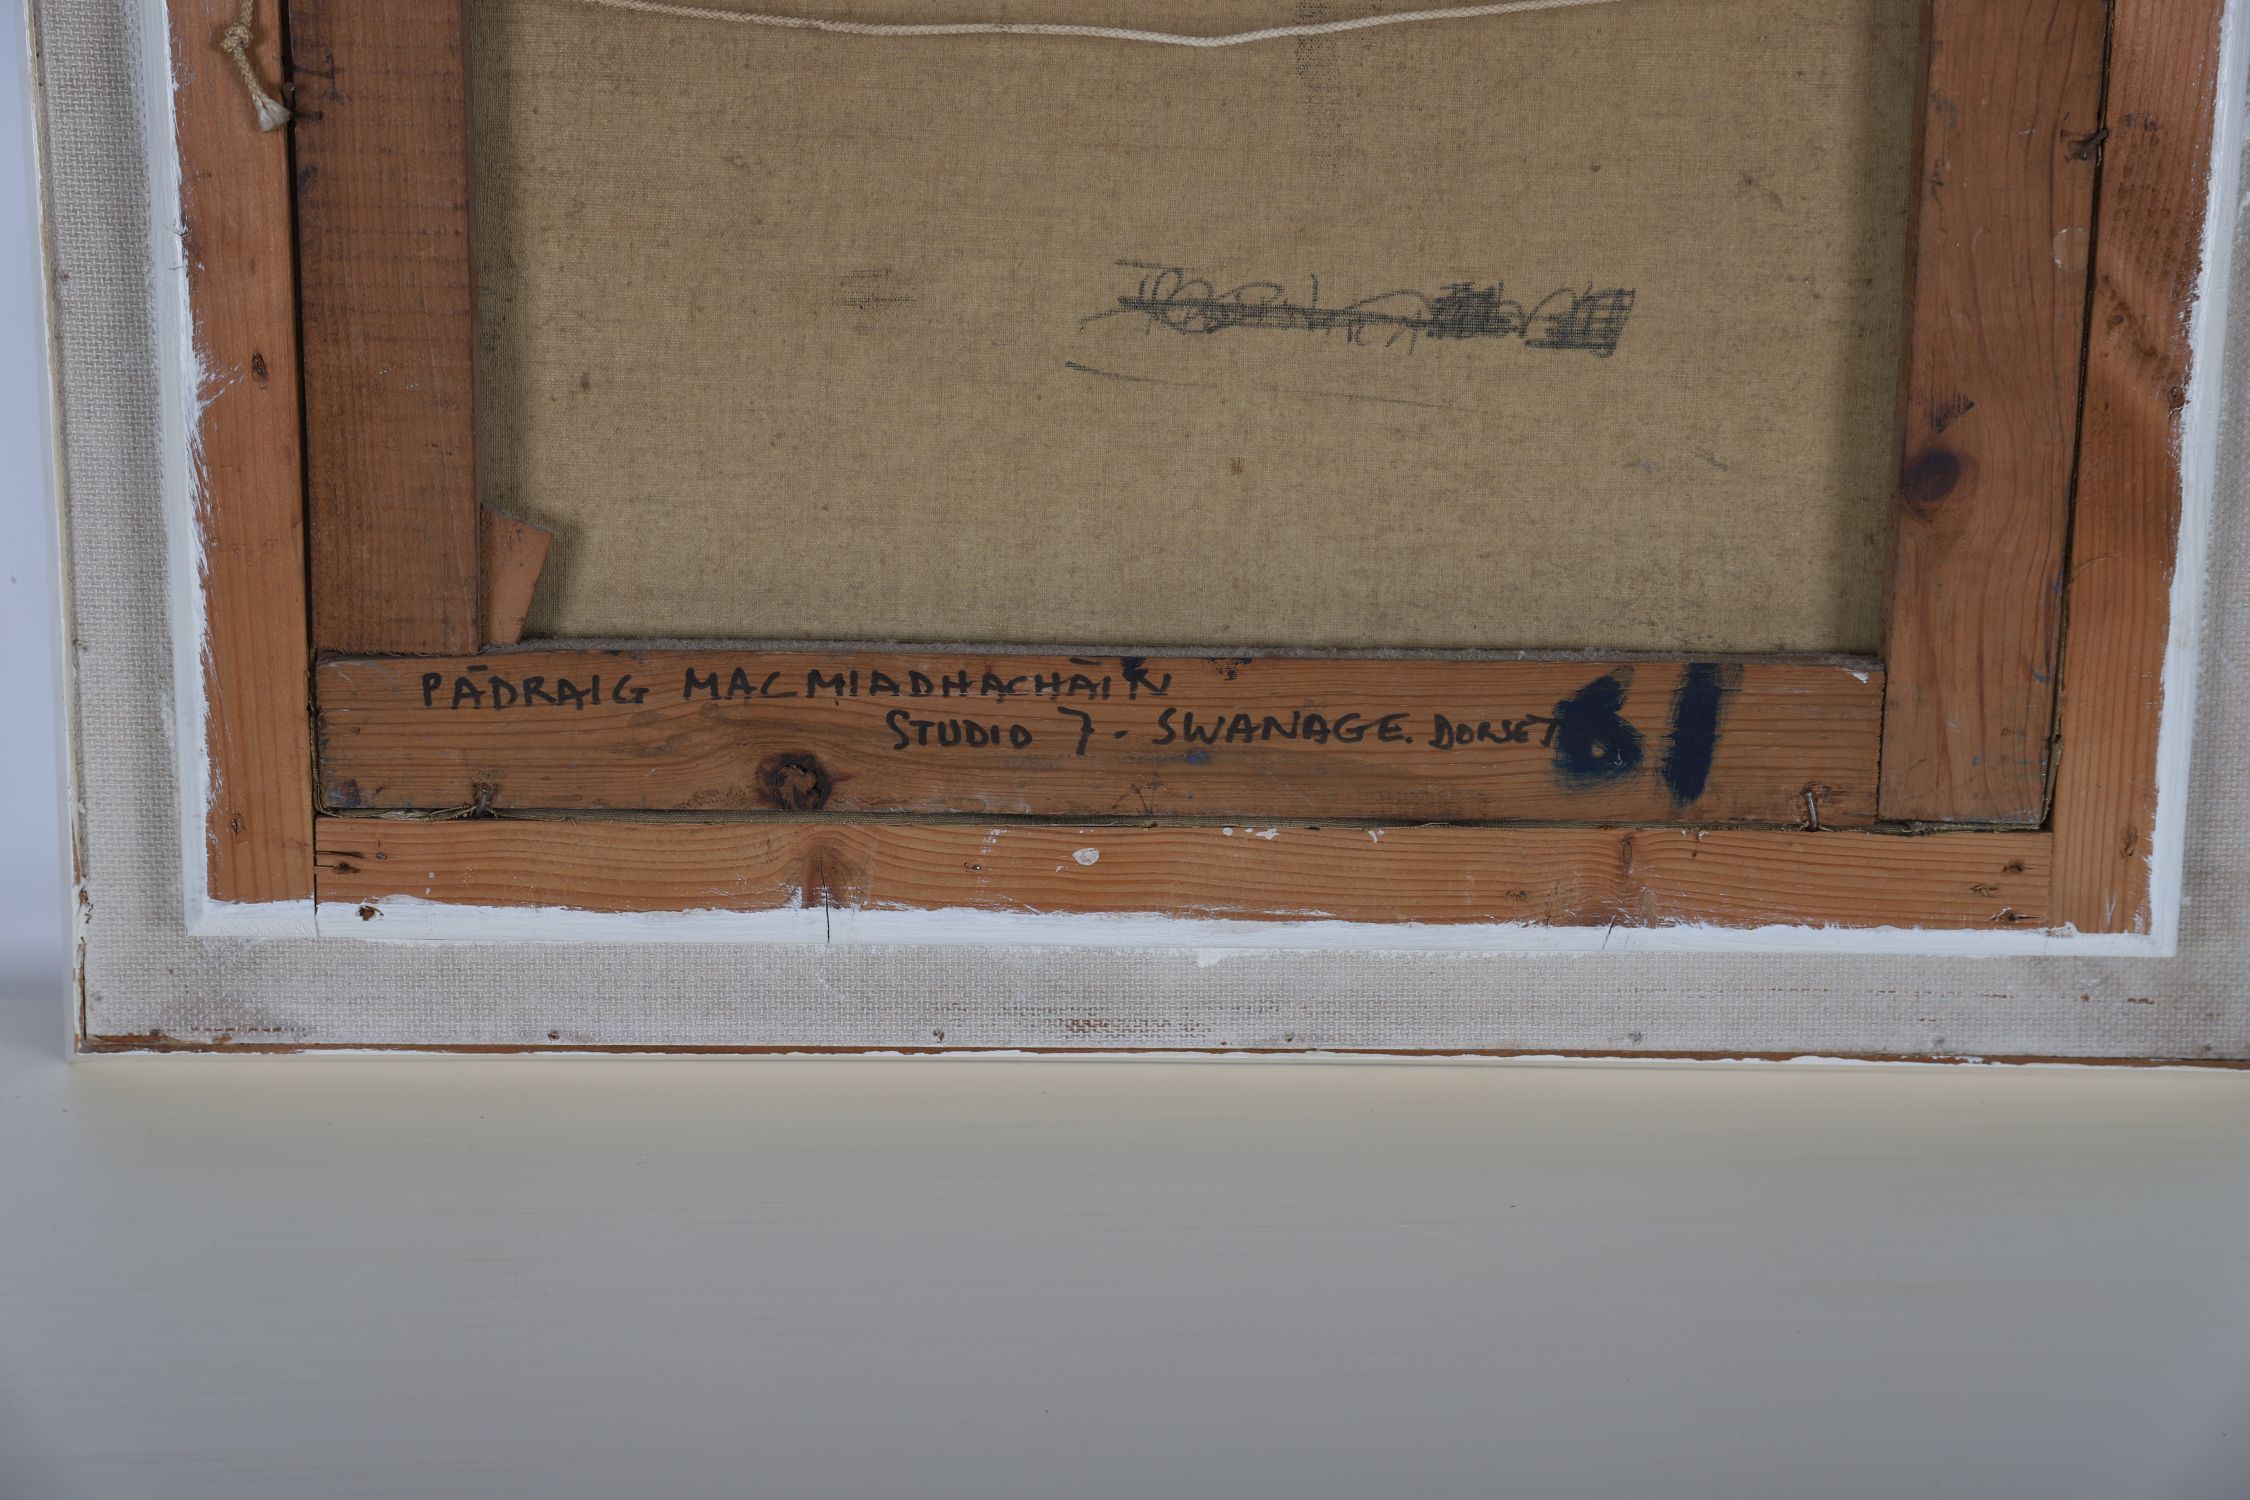 PĀDRAIG MACMIADHACHĀIN
STUDIO 7 - SWANAGE. DORSET
61